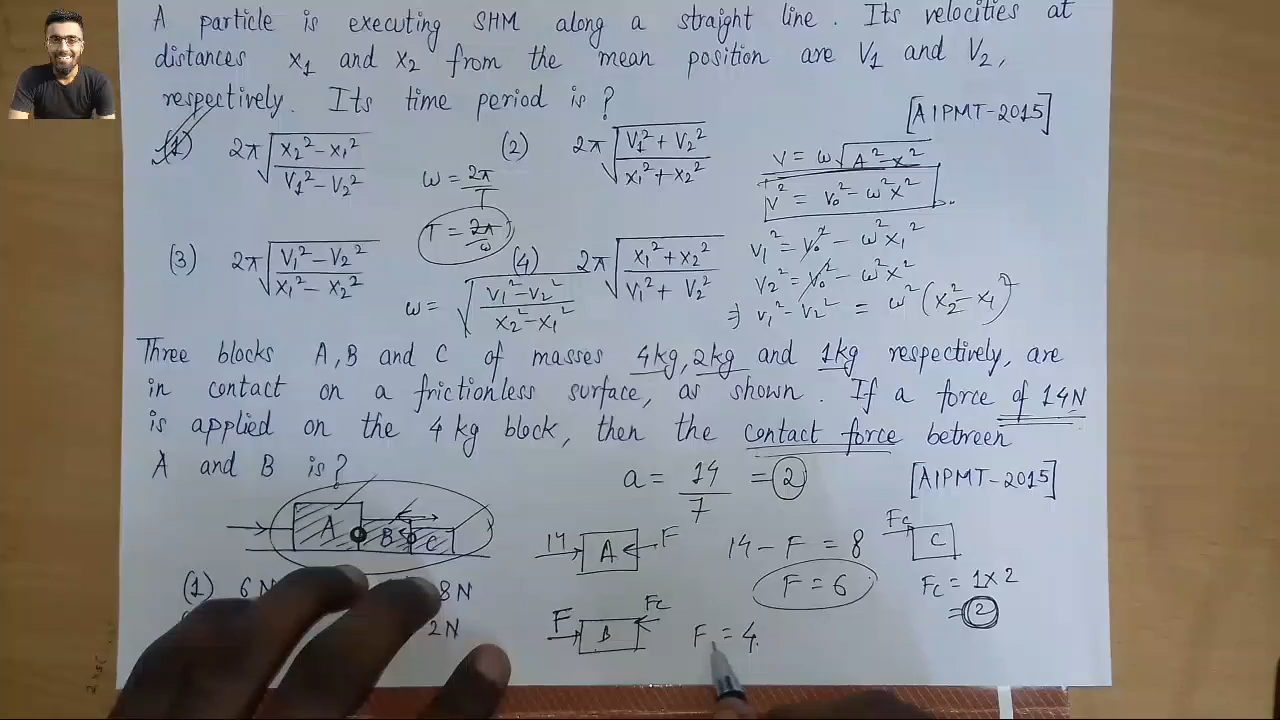 A particle is executing SHM along a straight line. Its velocities at
distances x₁ and x₂ from the mean position are V₁ and V₂,
respectively. Its time period is ?
[AIPMT-2015]
(1) 2π√((x₂² - x₁²)/(V₁² - V₂²))
(2) 2π√((V₁² + V₂²)/(x₁² + x₂²))
ω = 2π/T
T = 2π/ω
v = ω√(A² - x²)
v² = v₀² - ω²x²
(3) 2π√((V₁² - V₂²)/(x₁² - x₂²))
(4) 2π√((x₁² + x₂²)/(V₁² + V₂²))
v₁² = v₀² - ω²x₁²
v₂² = v₀² - ω²x²
ω = √((v₁² - v₂²)/(x₂² - x₁²))
⇒ v₁² - v₂² = ω²(x₂² - x₁²)
Three blocks A, B and C of masses 4kg, 2kg and 1kg respectively, are
in contact on a frictionless surface, as shown. If a force of 14N
is applied on the 4 kg block, then the contact force between
A and B is ?
a = 14/7 = 2
[AIPMT-2015]
A B C
14 A F
14 - F = 8
F = 6
Fc C
Fc = 1 × 2
= 2
(1) 6 N
8 N
2 N
F B Fc
F = 4